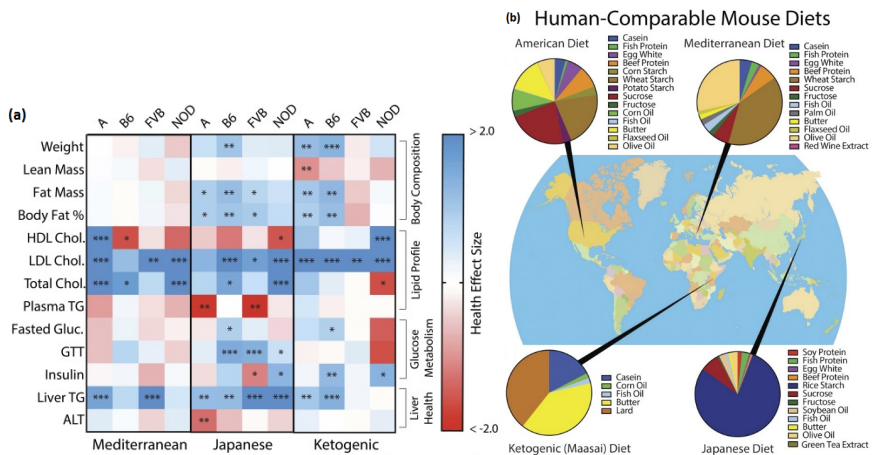 (a)
A B6 FVB NOD A B6 FVB NOD A B6 FVB NOD
Weight ** ** ***
Lean Mass **
Fat Mass * ** * ** **
Body Fat % * ** * ** **
HDL Chol. *** * * ***
LDL Chol. *** ** *** *** * *** *** *** ** ***
Total Chol. *** * *** *** *
Plasma TG ** **
Fasted Gluc. * *
GTT *** *** *
Insulin * * ** *
Liver TG *** *** ** ** *** *** ** ***
ALT **
Mediterranean Japanese Ketogenic
Body Composition
Lipid Profile
Glucose
Metabolism
Liver
Health
> 2.0
Health Effect Size
< -2.0
(b) Human-Comparable Mouse Diets
American Diet
Casein
Fish Protein
Egg White
Beef Protein
Corn Starch
Wheat Starch
Potato Starch
Sucrose
Fructose
Corn Oil
Fish Oil
Butter
Flaxseed Oil
Olive Oil
Mediterranean Diet
Casein
Fish Protein
Egg White
Beef Protein
Wheat Starch
Sucrose
Fructose
Fish Oil
Palm Oil
Butter
Flaxseed Oil
Olive Oil
Red Wine Extract
Casein
Corn Oil
Fish Oil
Butter
Lard
Ketogenic (Maasai) Diet
Soy Protein
Fish Protein
Egg White
Beef Protein
Rice Starch
Sucrose
Fructose
Soybean Oil
Fish Oil
Butter
Olive Oil
Green Tea Extract
Japanese Diet